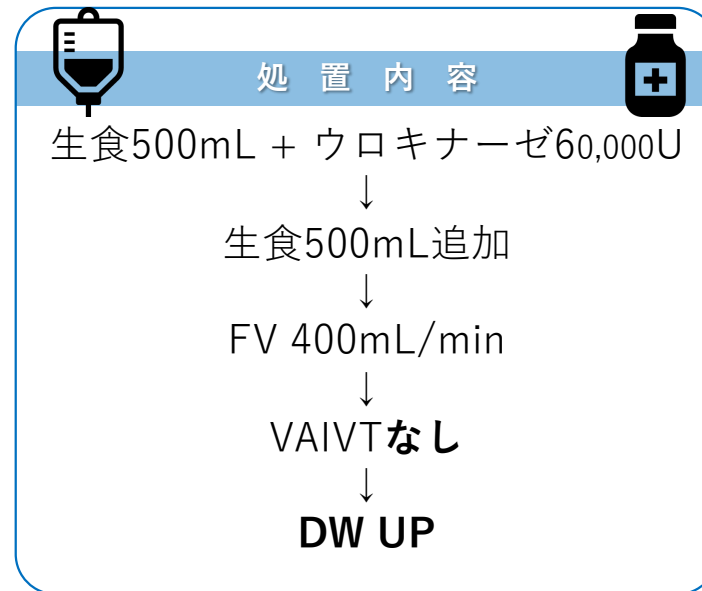 処置内容
生食500mL + ウロキナーゼ60,000U
↓
生食500mL追加
↓
FV 400mL/min
↓
VAIVTなし
↓
DW UP